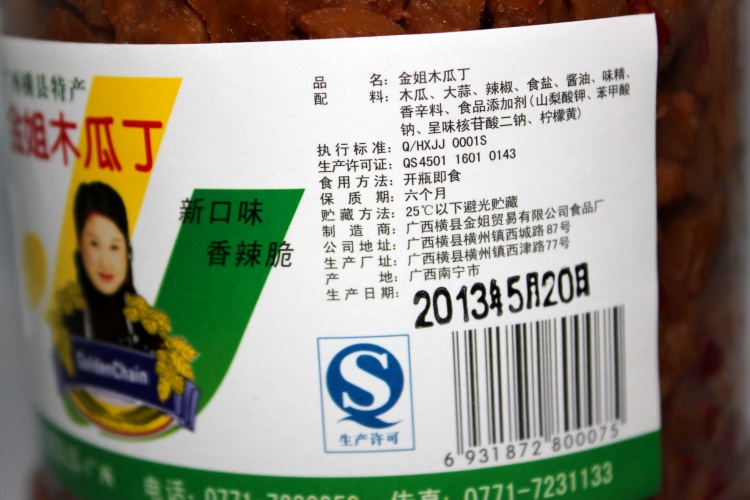 广西横县特产
金姐木瓜丁
新口味
香辣脆
GoldenChain
品 名：金姐木瓜丁
配 料：木瓜、大蒜、辣椒、食盐、酱油、味精、
香辛料、食品添加剂(山梨酸钾、苯甲酸
钠、呈味核苷酸二钠、柠檬黄)
执行标准：Q/HXJJ 0001S
生产许可证：QS4501 1601 0143
食用方法：开瓶即食
保 质 期：六个月
贮藏方法：25℃以下避光贮藏
制 造 商：广西横县金姐贸易有限公司食品厂
公司地址：广西横县横州镇西城路87号
生产厂址：广西横县横州镇西津路77号
产 地：广西南宁市
生产日期：
2013年5月20日
生产许可
6 931872 800075
电话：0771-
传真：0771-7231133